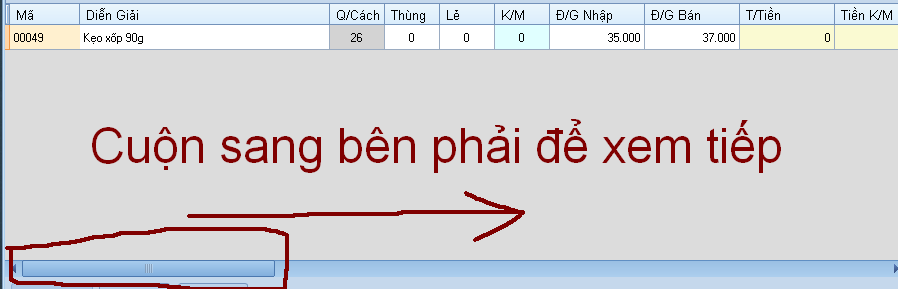 Mã Diễn Giải Q/Cách Thùng Lẻ K/M Đ/G Nhập Đ/G Bán T/Tiền Tiền K/M
00049 Kẹo xốp 90g 26 0 0 0 35.000 37.000 0
Cuộn sang bên phải để xem tiếp